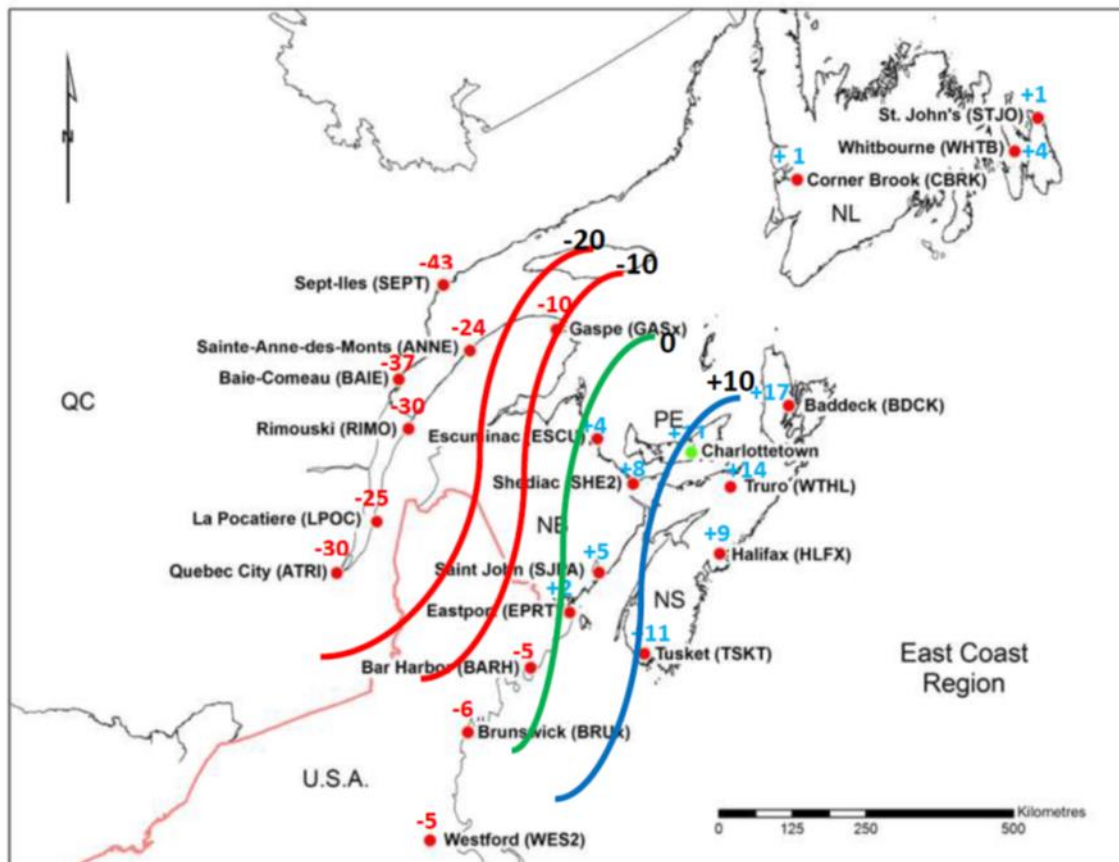 N
+1
St. John's (STJO)
Whitbourne (WHTB)
+4
+ 1
Corner Brook (CBRK)
NL
-20
-10
-43
Sept-Iles (SEPT)
-10
Gaspe (GASx)
0
-24
Sainte-Anne-des-Monts (ANNE)
-37
Baie-Comeau (BAIE)
+10
+17
Baddeck (BDCK)
QC
-30
Rimouski (RIMO)
PE
+4
Escuminac (ESCU)
Charlottetown
+8
+14
Shediac (SHE2)
Truro (WTHL)
-25
La Pocatiere (LPOC)
NB
+9
Halifax (HLFX)
-30
Quebec City (ATRI)
+5
Saint John (SJPA)
NS
+2
Eastport (EPRT)
+11
Tusket (TSKT)
-5
Bar Harbor (BARH)
East Coast
Region
-6
Brunswick (BRUx)
U.S.A.
-5
Westford (WES2)
Kilometres
0 125 250 500